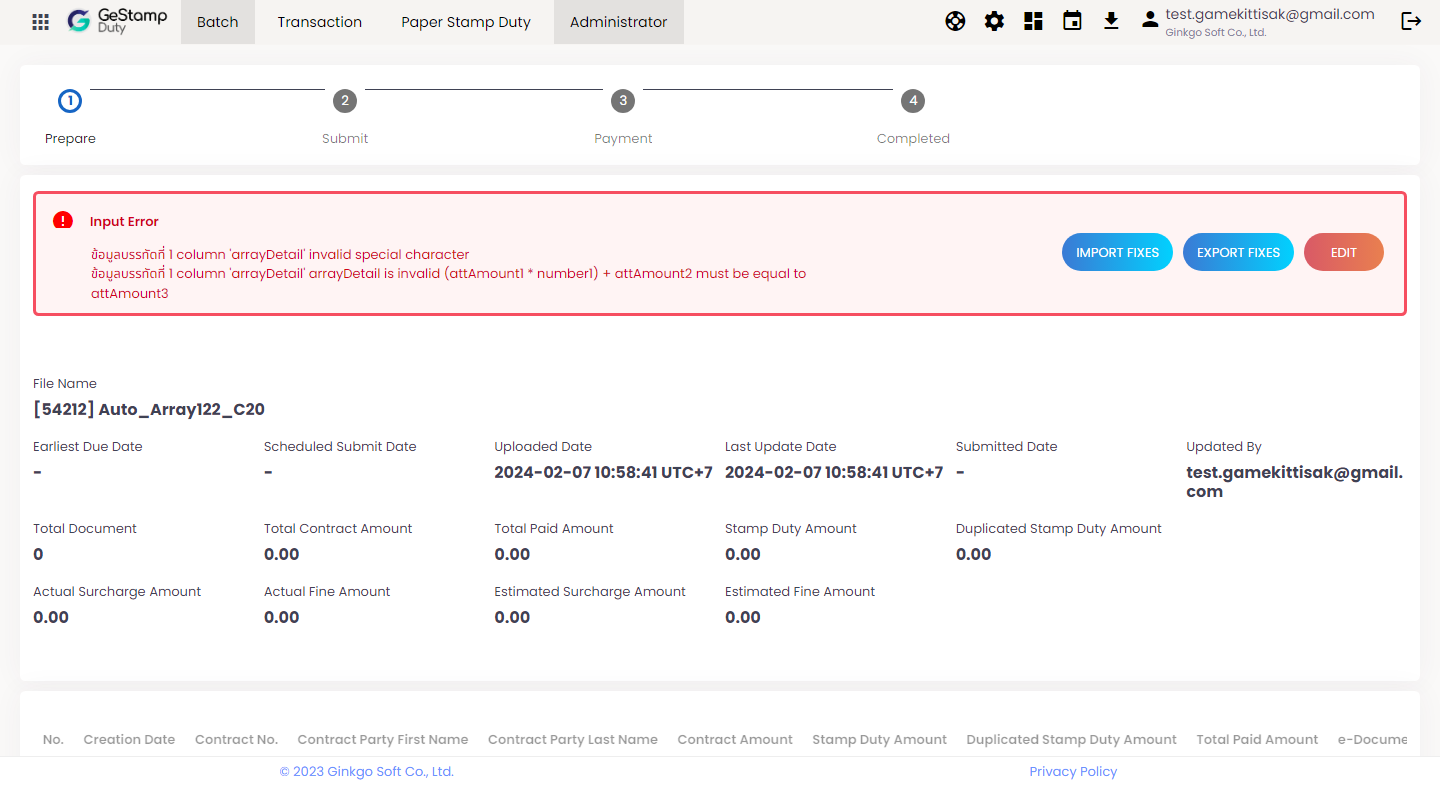 GeStamp
Duty
Batch
Transaction
Paper Stamp Duty
Administrator
test.gamekittisak@gmail.com
Ginkgo Soft Co., Ltd.
1
2
3
4
Prepare
Submit
Payment
Completed
Input Error
ข้อมูลบรรทัดที่ 1 column 'arrayDetail' invalid special character
ข้อมูลบรรทัดที่ 1 column 'arrayDetail' arrayDetail is invalid (attAmount1 * number1) + attAmount2 must be equal to
attAmount3
IMPORT FIXES
EXPORT FIXES
EDIT
File Name
[54212] Auto_Array122_C20
Earliest Due Date
Scheduled Submit Date
Uploaded Date
Last Update Date
Submitted Date
Updated By
-
-
2024-02-07 10:58:41 UTC+7
2024-02-07 10:58:41 UTC+7
-
test.gamekittisak@gmail.
com
Total Document
Total Contract Amount
Total Paid Amount
Stamp Duty Amount
Duplicated Stamp Duty Amount
0
0.00
0.00
0.00
0.00
Actual Surcharge Amount
Actual Fine Amount
Estimated Surcharge Amount
Estimated Fine Amount
0.00
0.00
0.00
0.00
No.
Creation Date
Contract No.
Contract Party First Name
Contract Party Last Name
Contract Amount
Stamp Duty Amount
Duplicated Stamp Duty Amount
Total Paid Amount
e-Docume
© 2023 Ginkgo Soft Co., Ltd.
Privacy Policy